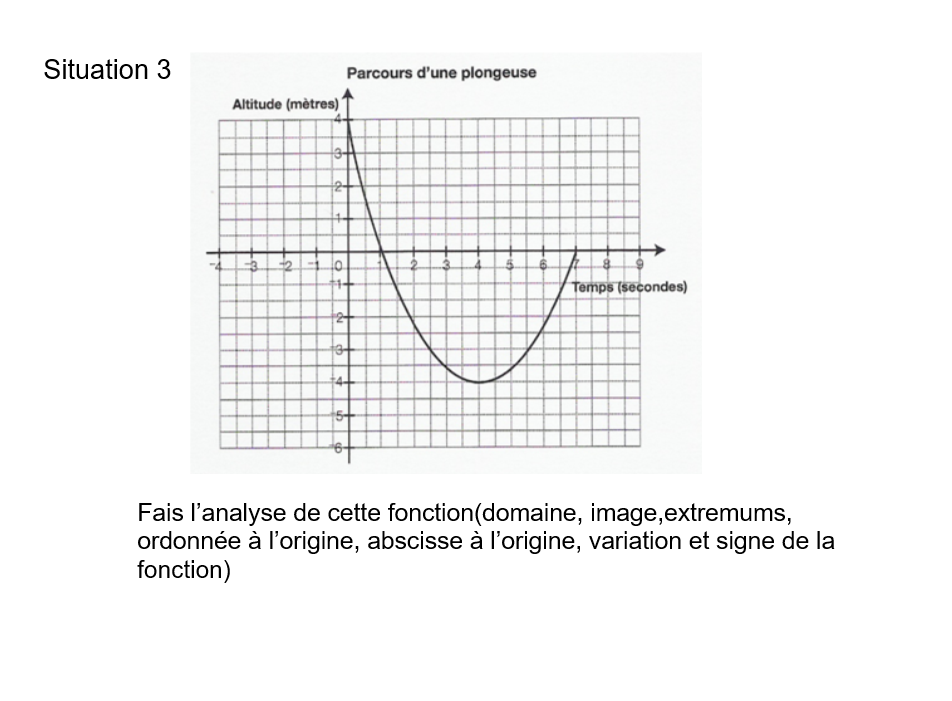 Situation 3
Parcours d'une plongeuse
Altitude (mètres)
4
3
2
1
-4 -3 -2 -1 0 1 2 3 4 5 6 7 8 9
Temps (secondes)
-1
-2
-3
-4
-5
-6
Fais l'analyse de cette fonction(domaine, image,extremums,
ordonnée à l'origine, abscisse à l'origine, variation et signe de la
fonction)